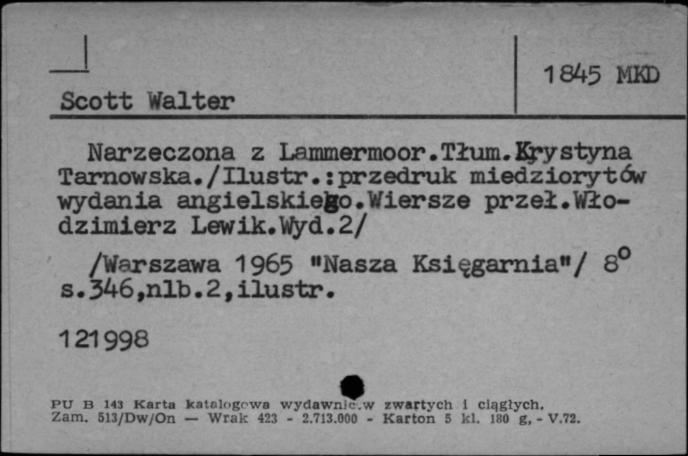 1845 MKD
Scott Walter
Narzeczona z Lammermoor.Tłum.Krystyna
Tarnowska./Ilustr.:przedruk miedziorytów
wydania angielskiego.Wiersze przeł.Wło-
dzimierz Lewik.Wyd.2/
/Warszawa 1965 "Nasza Księgarnia"/ 8°
s.346,nlb.2,ilustr.
121998
PU B 143 Karta katalogowa wydawnic.w zwartych i ciągłych.
Zam. 513/Dw/On — Wrak 423 - 2.713.000 - Karton 5 kl. 180 g, - V.72.